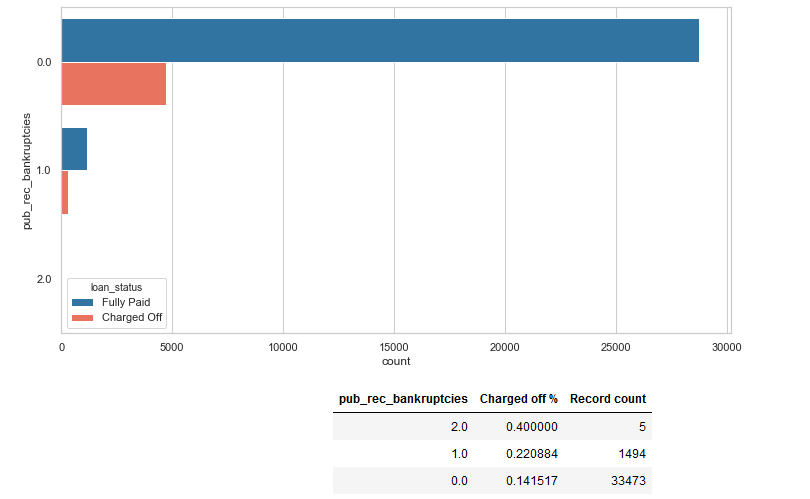 0.0
1.0
2.0
pub_rec_bankruptcies
loan_status
Fully Paid
Charged Off
0 5000 10000 15000 20000 25000 30000
count
pub_rec_bankruptcies Charged off % Record count
2.0 0.400000 5
1.0 0.220884 1494
0.0 0.141517 33473